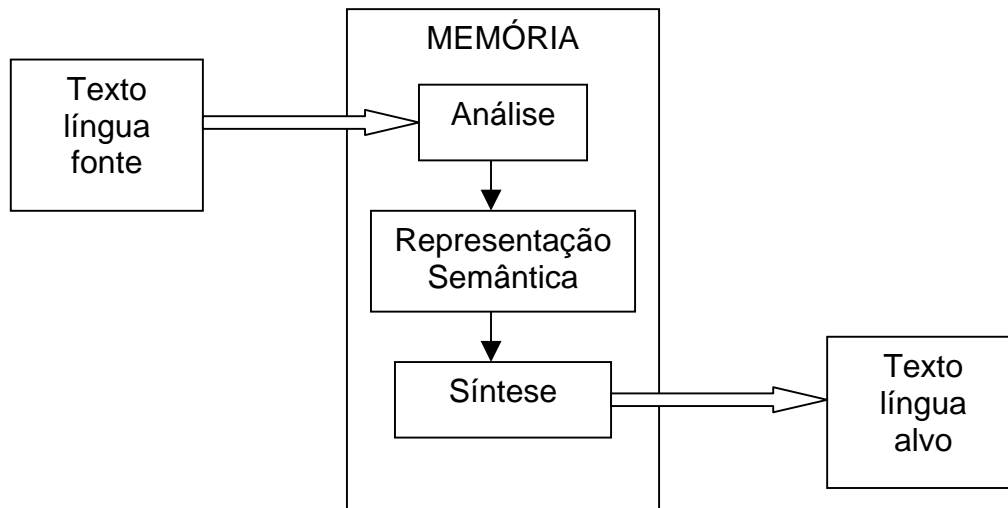 Texto
língua
fonte
MEMÓRIA
Análise
Representação
Semântica
Síntese
Texto
língua
alvo